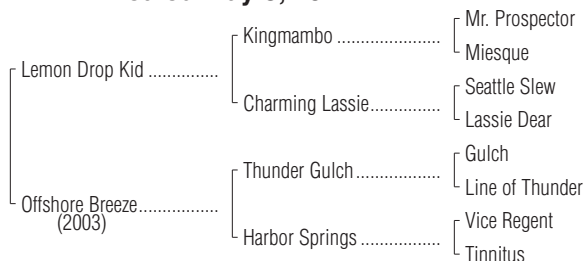 Mr. Prospector
Kingmambo ..................
Miesque
Lemon Drop Kid ...............
Seattle Slew
Charming Lassie................
Lassie Dear
Gulch
Thunder Gulch ..................
Line of Thunder
Offshore Breeze.................
(2003)
Vice Regent
Harbor Springs .................
Tinnitus